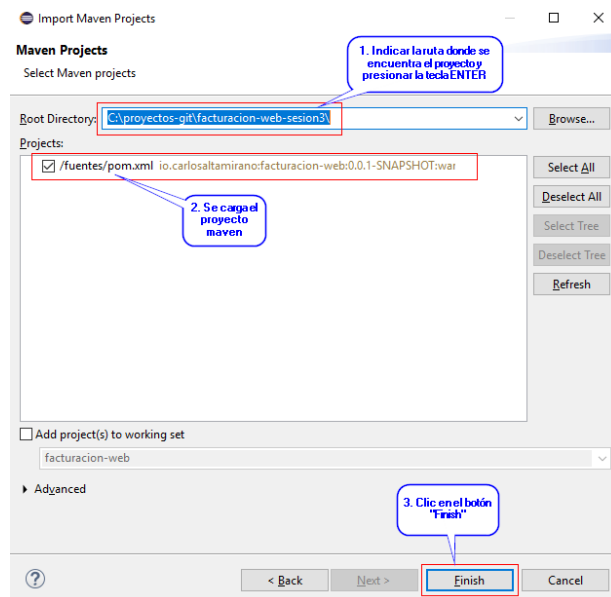 Import Maven Projects
Maven Projects
Select Maven projects
1. Indicar la ruta donde se
encuentra el proyecto y
presionar la tecla ENTER
Root Directory: C:\proyectos-git\facturacion-web-sesion3\
Browse...
Projects:
/fuentes/pom.xml io.carlosaltamirano:facturacion-web:0.0.1-SNAPSHOT:war
Select All
Deselect All
Select Tree
Deselect Tree
Refresh
2. Se carga el
proyecto
maven
Add project(s) to working set
facturacion-web
Advanced
3. Clic en el botón
"Finish"
? < Back Next > Finish Cancel